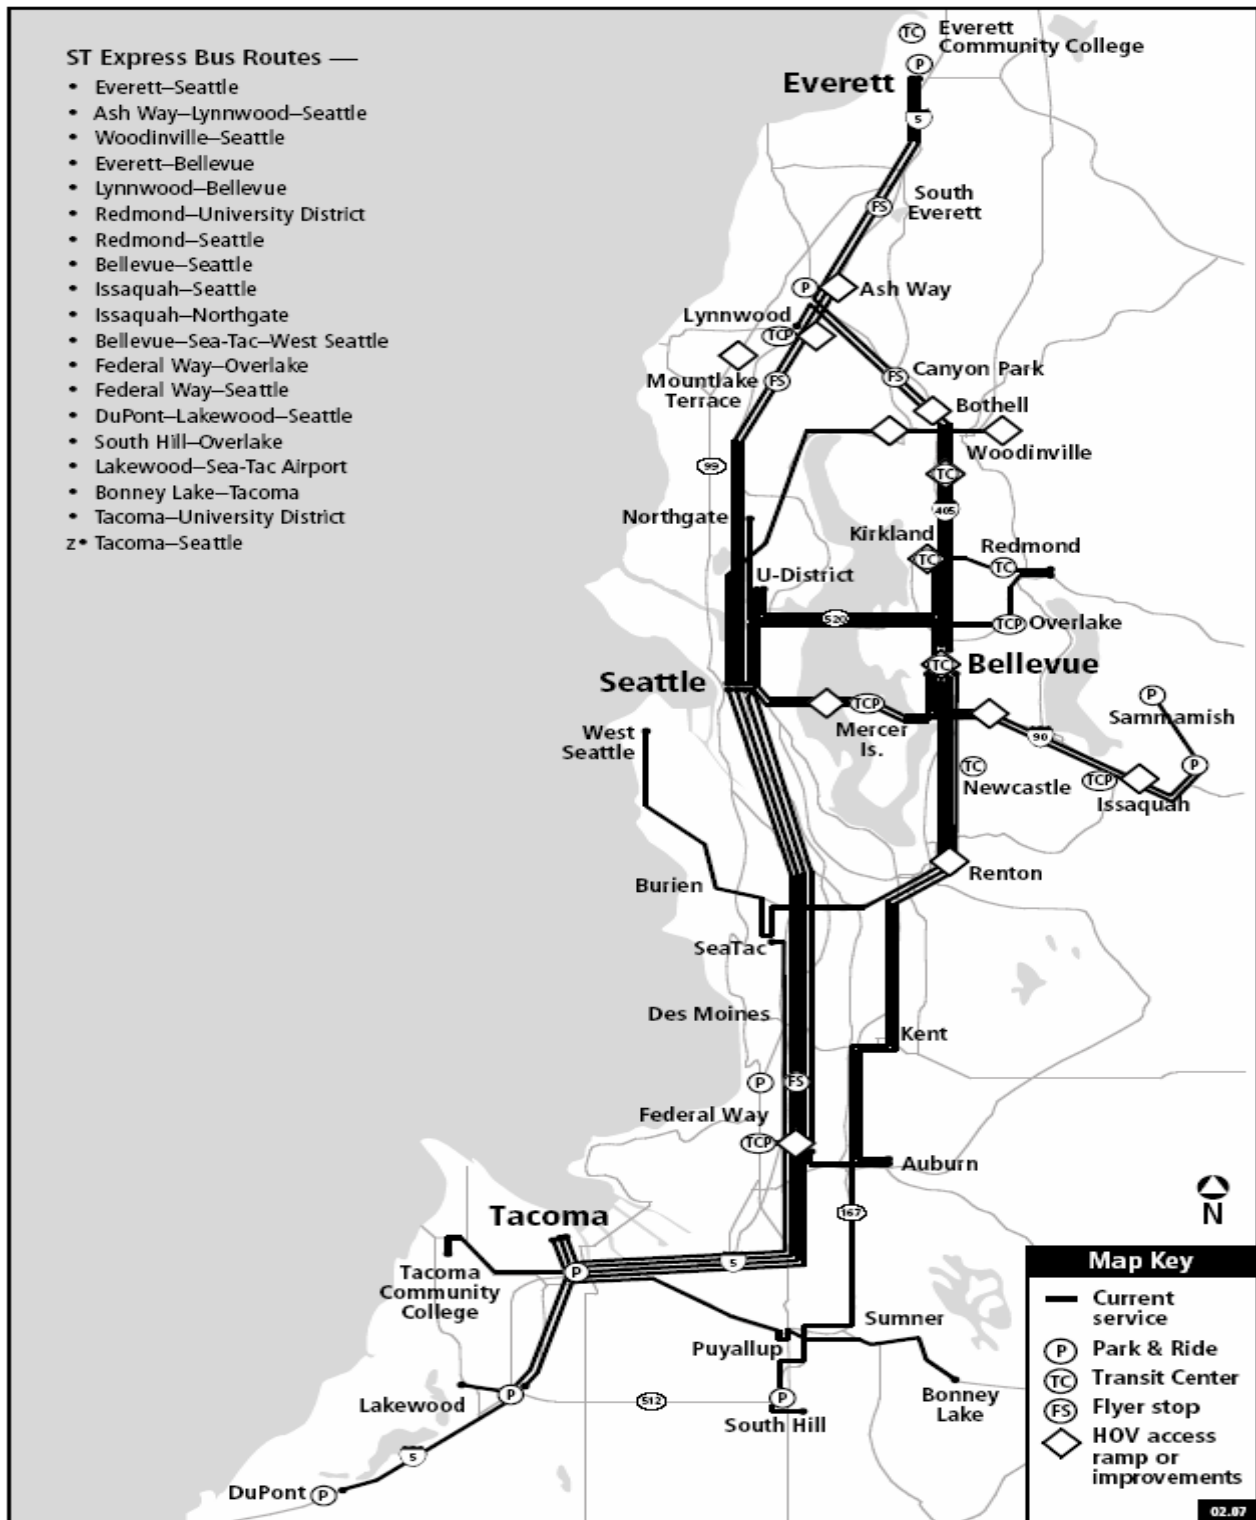 ST Express Bus Routes —
• Everett—Seattle
• Ash Way—Lynnwood—Seattle
• Woodinville—Seattle
• Everett—Bellevue
• Lynnwood—Bellevue
• Redmond—University District
• Redmond—Seattle
• Bellevue—Seattle
• Issaquah—Seattle
• Issaquah—Northgate
• Bellevue—Sea-Tac—West Seattle
• Federal Way—Overlake
• Federal Way—Seattle
• DuPont—Lakewood—Seattle
• South Hill—Overlake
• Lakewood—Sea-Tac Airport
• Bonney Lake—Tacoma
• Tacoma—University District
z• Tacoma—Seattle
TC
Everett
Community College
P
Everett
5
FS
South
Everett
P
Ash Way
Lynnwood
TCP
Mountlake
Terrace
FS
FS
Canyon Park
Bothell
Woodinville
99
TC
405
Northgate
Kirkland
TC
Redmond
TC
U-District
520
TCP
Overlake
TC
Bellevue
Seattle
P
Sammamish
TCP
Mercer
Is.
West
Seattle
90
P
TC
Newcastle
TCP
Issaquah
Renton
Burien
SeaTac
Des Moines
Kent
P
FS
Federal Way
TCP
Auburn
N
167
Tacoma
P
5
Tacoma
Community
College
Sumner
Puyallup
Lakewood
P
512
P
South Hill
Bonney
Lake
5
DuPont
P
Map Key
Current
service
P
Park & Ride
TC
Transit Center
FS
Flyer stop
HOV access
ramp or
improvements
02.07